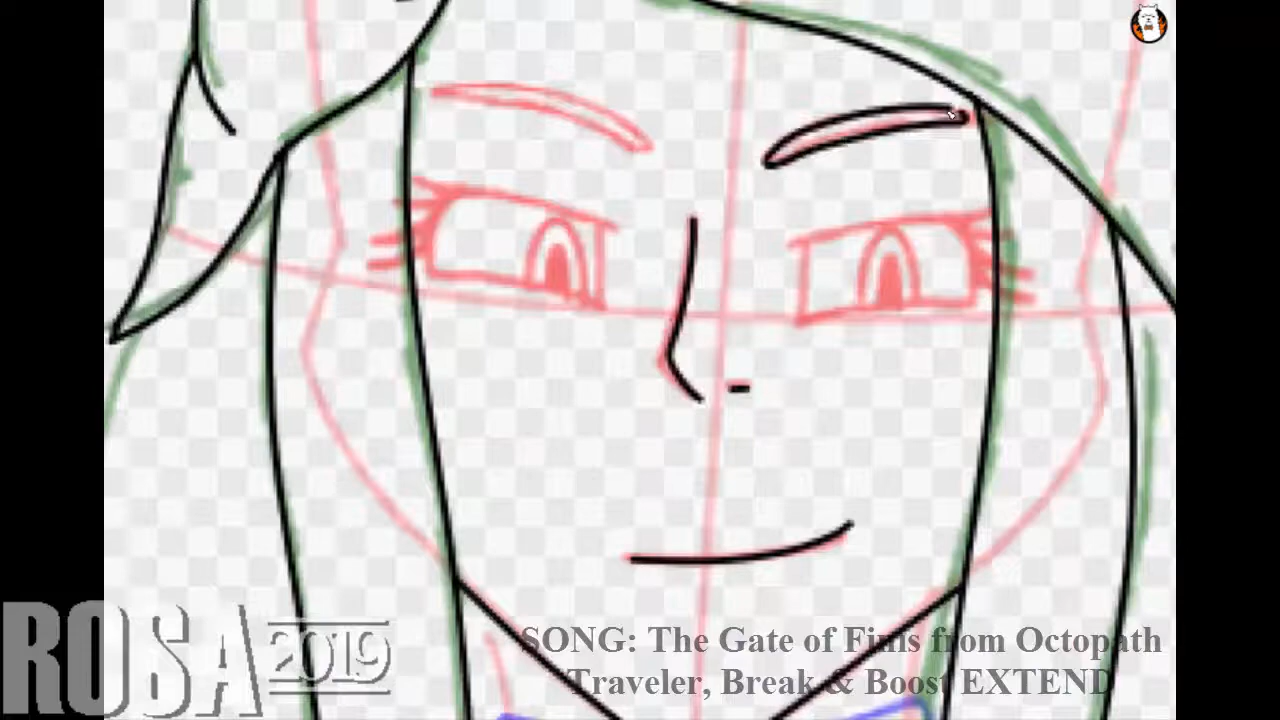 ROSA 2019
SONG: The Gate of Finis from Octopath
Traveler, Break & Boost EXTEND